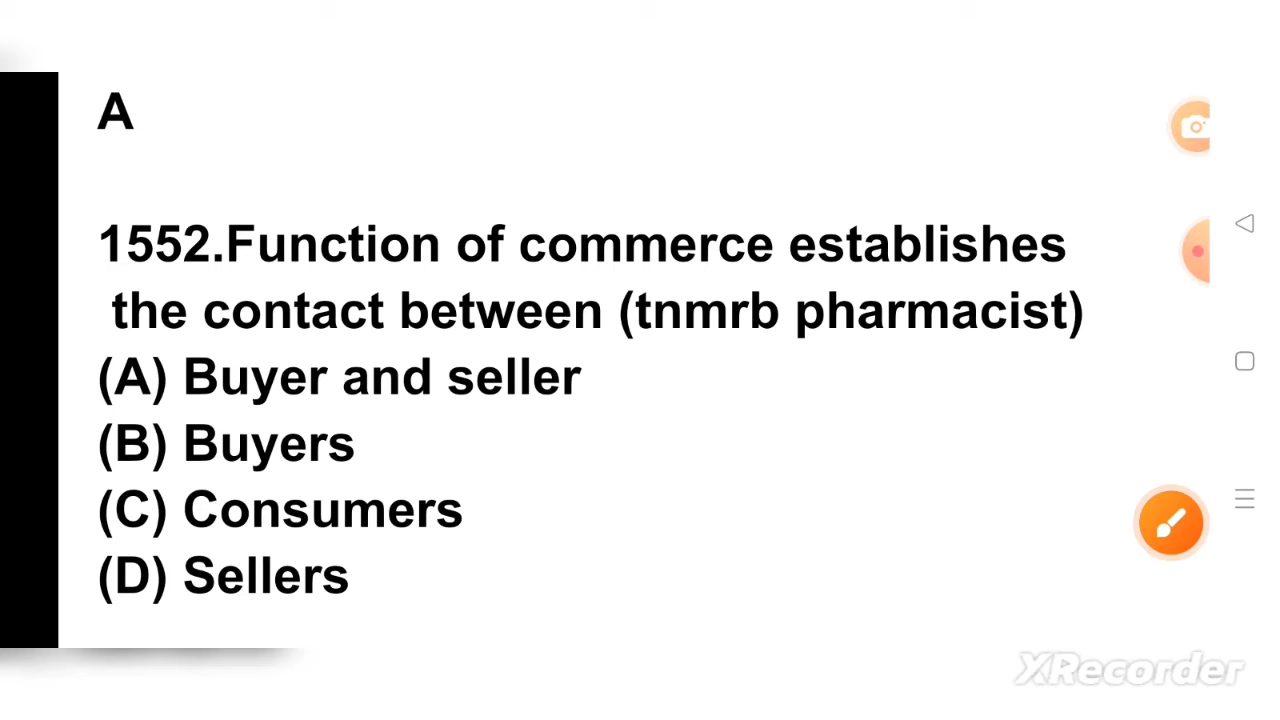 A
1552.Function of commerce establishes
the contact between (tnmrb pharmacist)
(A) Buyer and seller
(B) Buyers
(C) Consumers
(D) Sellers
XRecorder